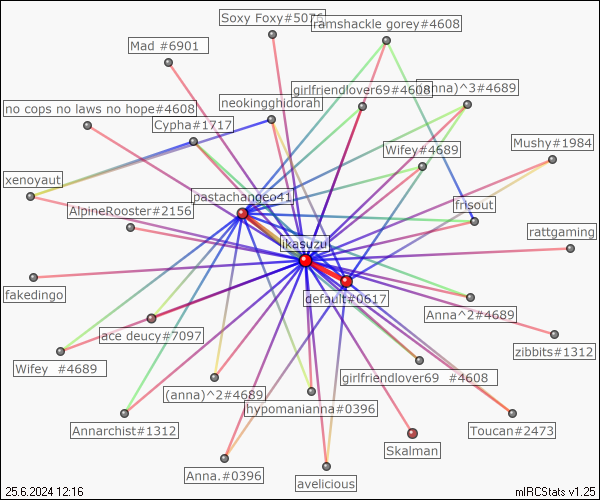 Soxy Foxy#5076
ramshackle gorey#4608
Mad #6901
girlfriendlover69#4608
(anna)^3#4689
no cops no laws no hope#4608
neokingghidorah
Cypha#1717
Mushy#1984
Wifey#4689
xenoyaut
pastachangeo41
AlpineRooster#2156
frisout
rattgaming
ikasuzu
fakedingo
default#0617
Anna^2#4689
ace deucy#7097
zibbits#1312
Wifey  #4689
girlfriendlover69  #4608
(anna)^2#4689
hypomanianna#0396
Annarchist#1312
Toucan#2473
Skalman
Anna.#0396
avelicious
25.6.2024 12:16
mIRCStats v1.25